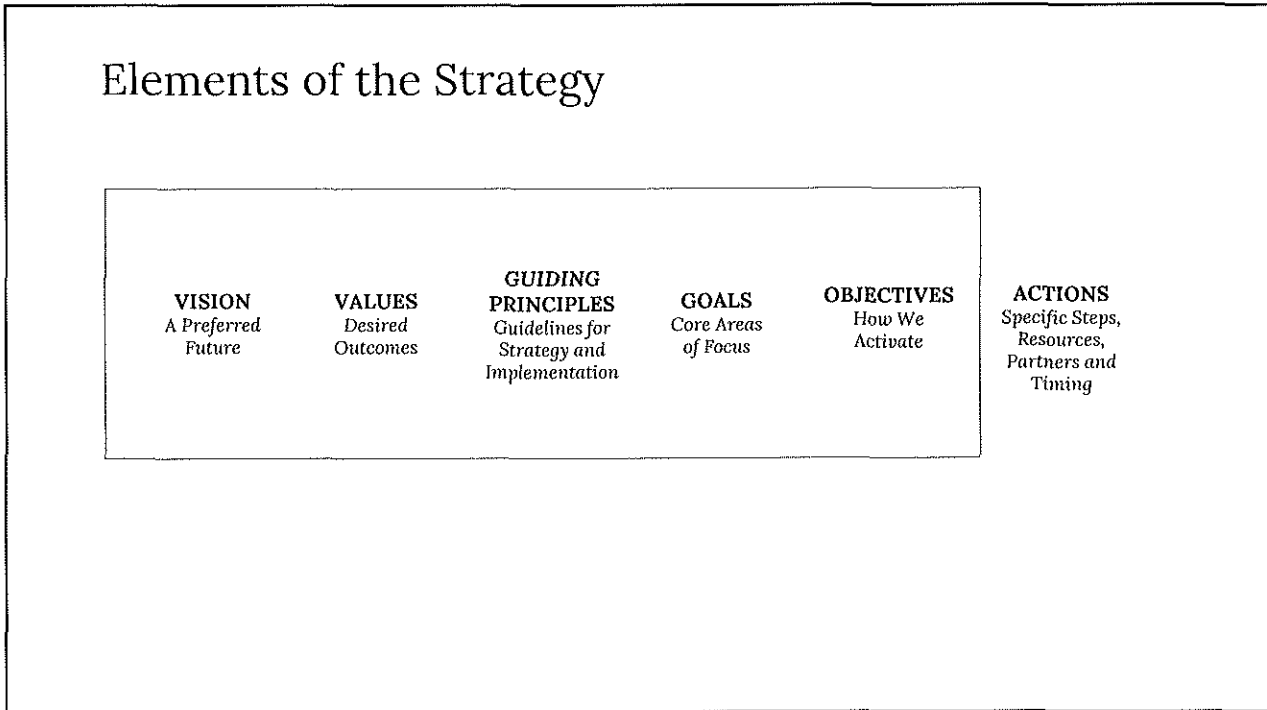 Elements of the Strategy
VISION
A Preferred
Future
VALUES
Desired
Outcomes
GUIDING
PRINCIPLES
Guidelines for
Strategy and
Implementation
GOALS
Core Areas
of Focus
OBJECTIVES
How We
Activate
ACTIONS
Specific Steps,
Resources,
Partners and
Timing